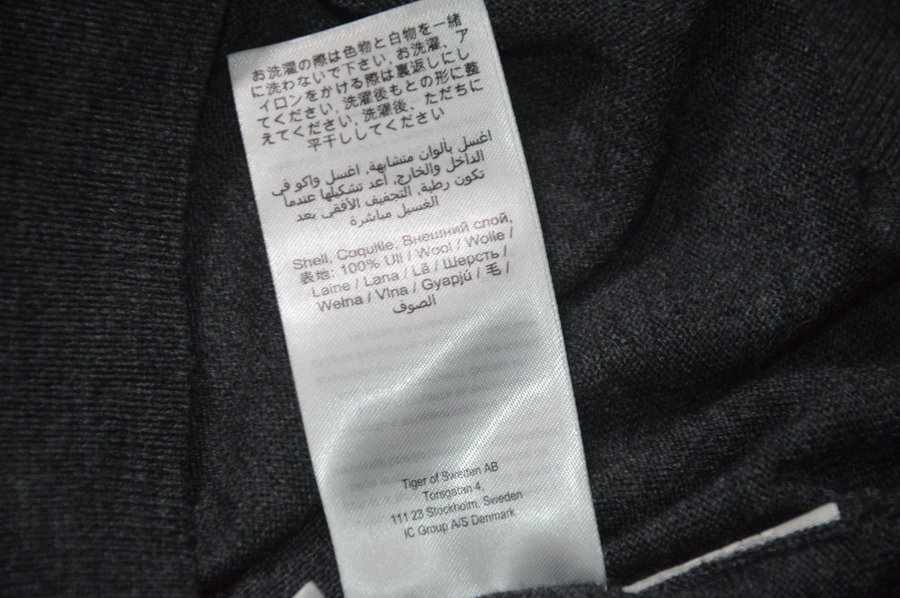 お洗濯の際は色物と白物を一緒
に洗わないで下さい, お洗濯、ア
イロンをかける際は裏返しにし
てください, 洗濯後もとの形に整
えてください, 洗濯後、ただちに
平干ししてください
اغسل بألوان متشابهة, اغسل واكو في
الداخل والخارج, أعد تشكيلها عندما
تكون رطبة, التجفيف الأفقي بعد
الغسيل مباشرة
Shell, Coquille, Внешний слой,
表地: 100% Ull / Wool / Wolle /
Laine / Lana / Lã / Шерсть /
Wełna / Vlna / Gyapjú / 毛 /
الصوف
Tiger of Sweden AB
Torsgatan 4,
111 23 Stockholm, Sweden
IC Group A/S Denmark